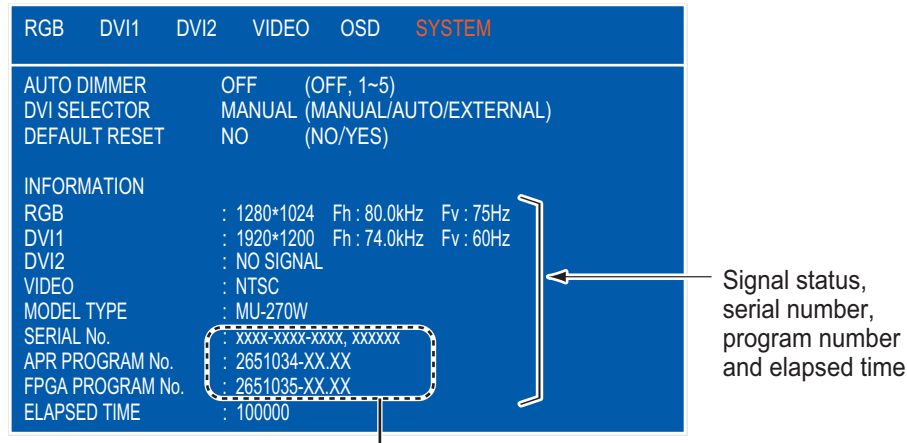 RGB DVI1 DVI2 VIDEO OSD SYSTEM
AUTO DIMMER OFF (OFF, 1~5)
DVI SELECTOR MANUAL (MANUAL/AUTO/EXTERNAL)
DEFAULT RESET NO (NO/YES)
INFORMATION
RGB : 1280*1024 Fh : 80.0kHz Fv : 75Hz
DVI1 : 1920*1200 Fh : 74.0kHz Fv : 60Hz
DVI2 : NO SIGNAL
VIDEO : NTSC
MODEL TYPE : MU-270W
SERIAL No. : xxxx-xxxx-xxx, xxxxxx
APR PROGRAM No. : 2651034-XX.XX
FPGA PROGRAM No. : 2651035-XX.XX
ELAPSED TIME : 100000
Signal status,
serial number,
program number
and elapsed time